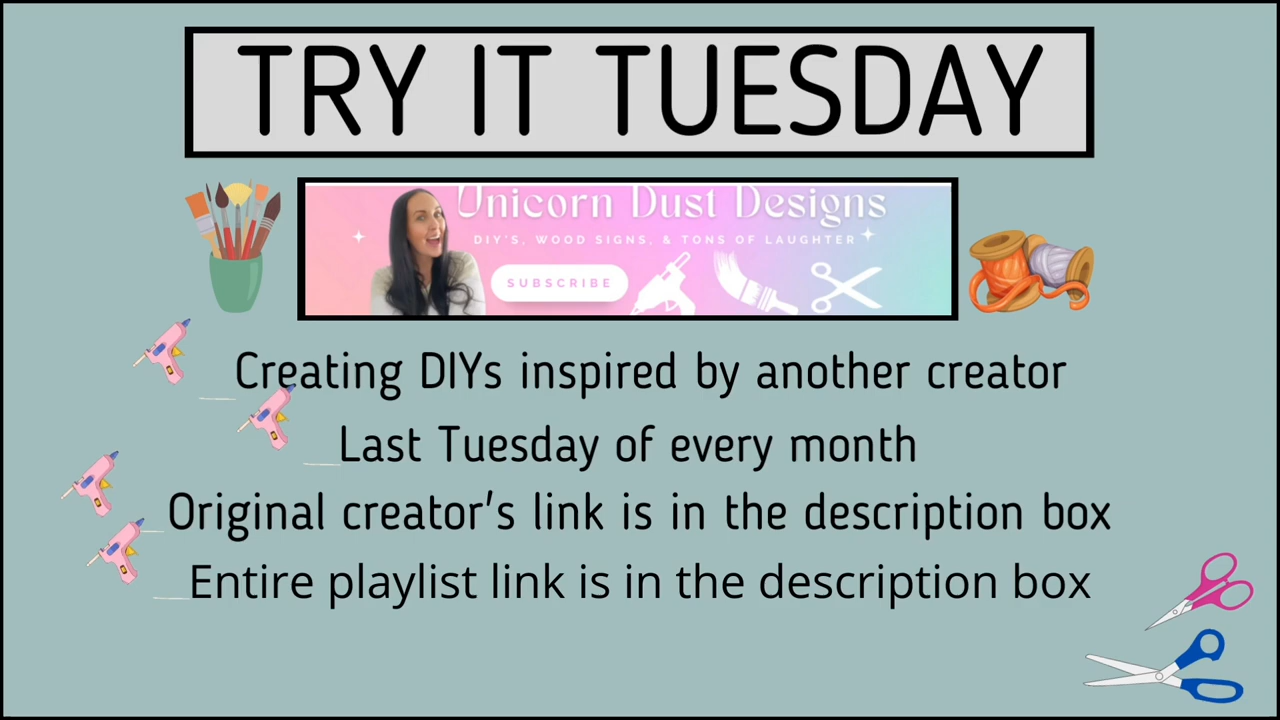 TRY IT TUESDAY
Unicorn Dust Designs
DIY'S, WOOD SIGNS, & TONS OF LAUGHTER
SUBSCRIBE
Creating DIYs inspired by another creator
Last Tuesday of every month
Original creator's link is in the description box
Entire playlist link is in the description box